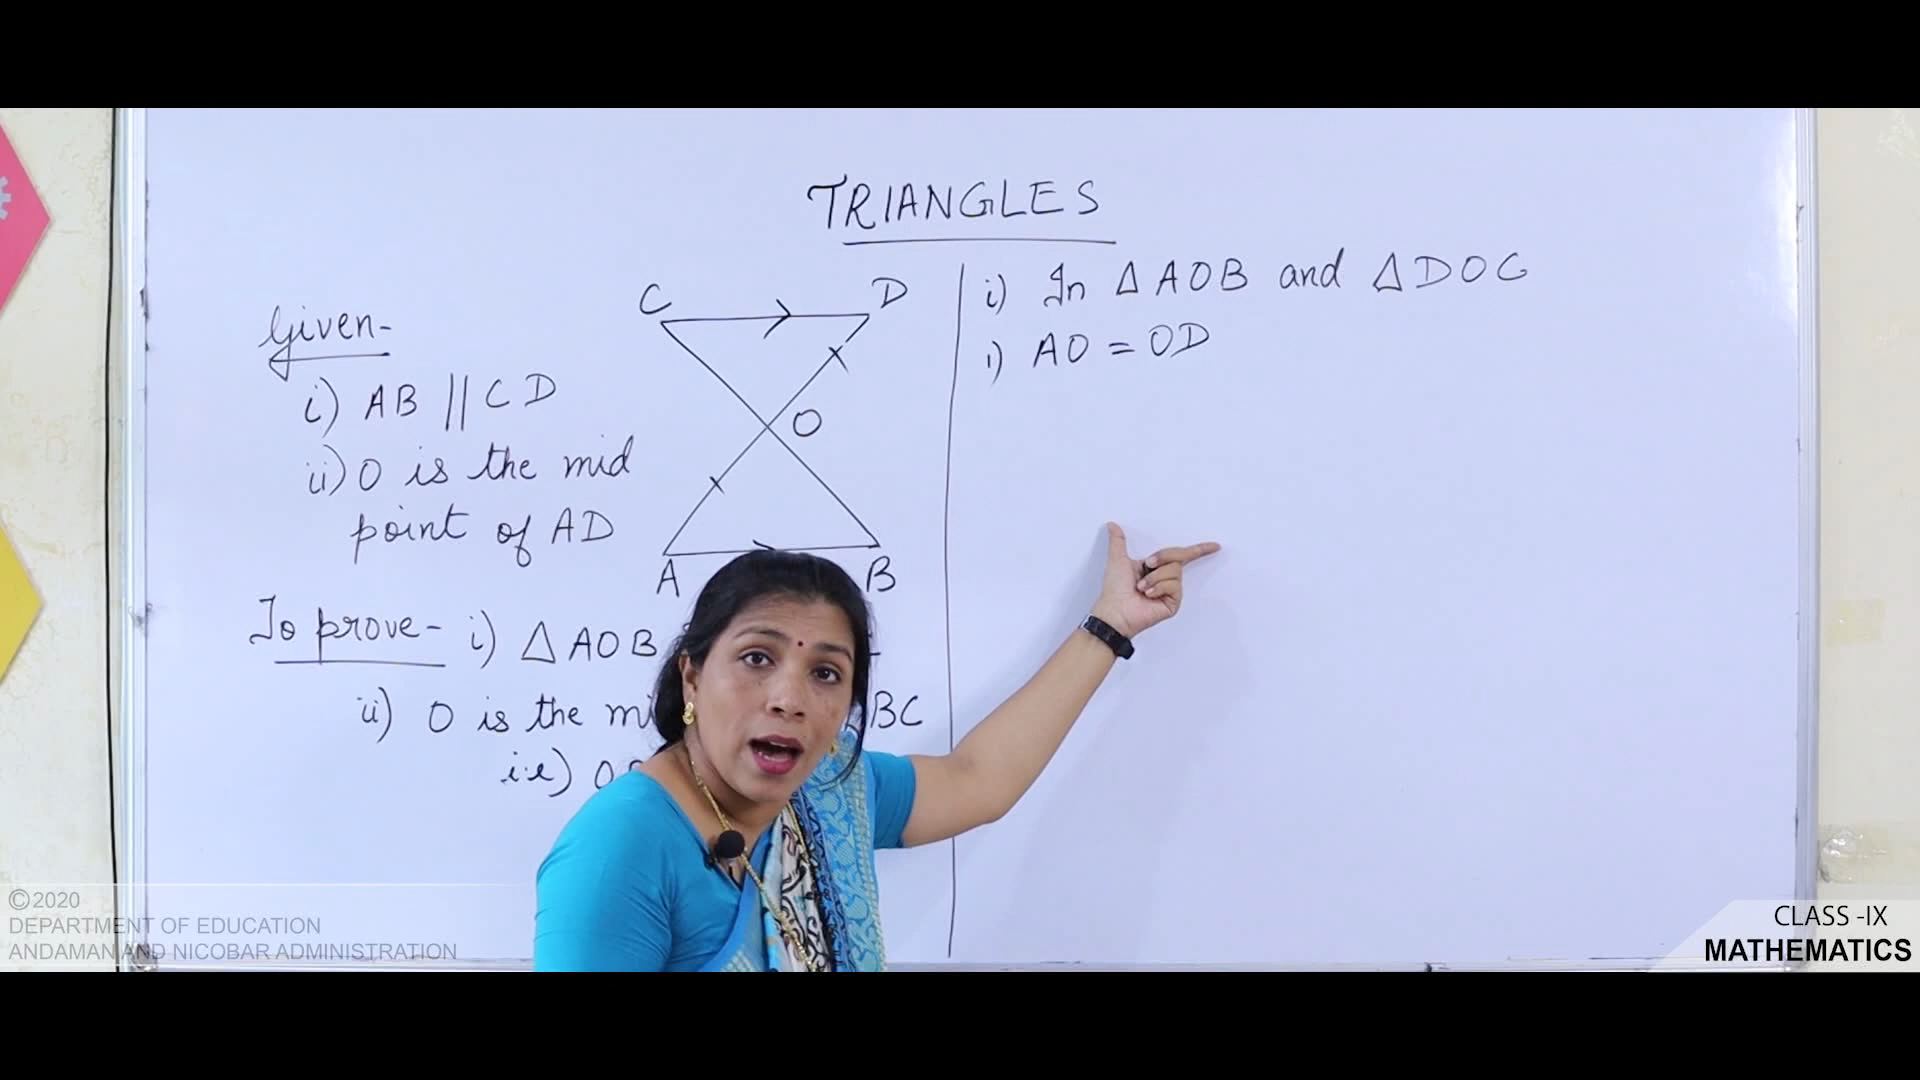 TRIANGLES
Given-
i) AB || CD
ii) O is the mid
point of AD
C
D
O
A
B
To prove- i) △AOB
ii) O is the BC
i.e)
i) In △AOB and △DOC
i) AO = OD
©2020
DEPARTMENT OF EDUCATION
ANDAMAN AND NICOBAR ADMINISTRATION
CLASS -IX
MATHEMATICS